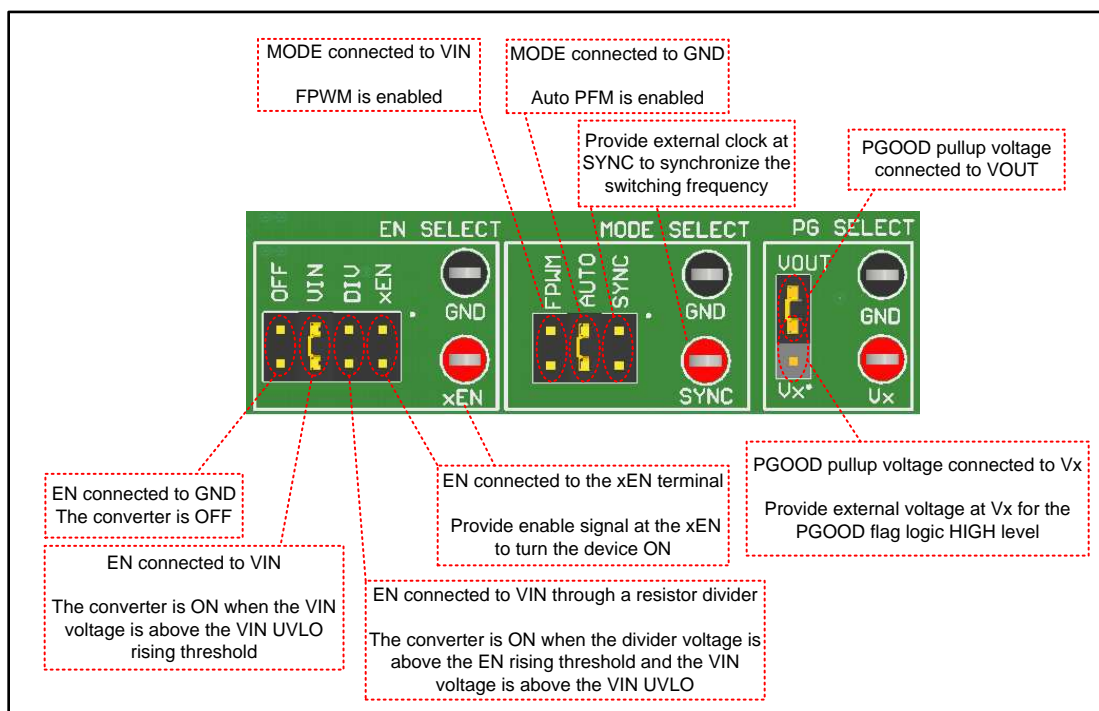 MODE connected to VIN
FPWM is enabled
MODE connected to GND
Auto PFM is enabled
Provide external clock at
SYNC to synchronize the
switching frequency
PGOOD pullup voltage
connected to VOUT
EN SELECT
OFF
VIN
DIV
xEN
GND
xEN
MODE SELECT
FPWM
AUTO
SYNC
GND
SYNC
PG SELECT
VOUT
Vx
GND
Vx
EN connected to GND
The converter is OFF
EN connected to VIN
The converter is ON when the VIN
voltage is above the VIN UVLO
rising threshold
EN connected to the xEN terminal
Provide enable signal at the xEN
to turn the device ON
EN connected to VIN through a resistor divider
The converter is ON when the divider voltage is
above the EN rising threshold and the VIN
voltage is above the VIN UVLO
PGOOD pullup voltage connected to Vx
Provide external voltage at Vx for the
PGOOD flag logic HIGH level